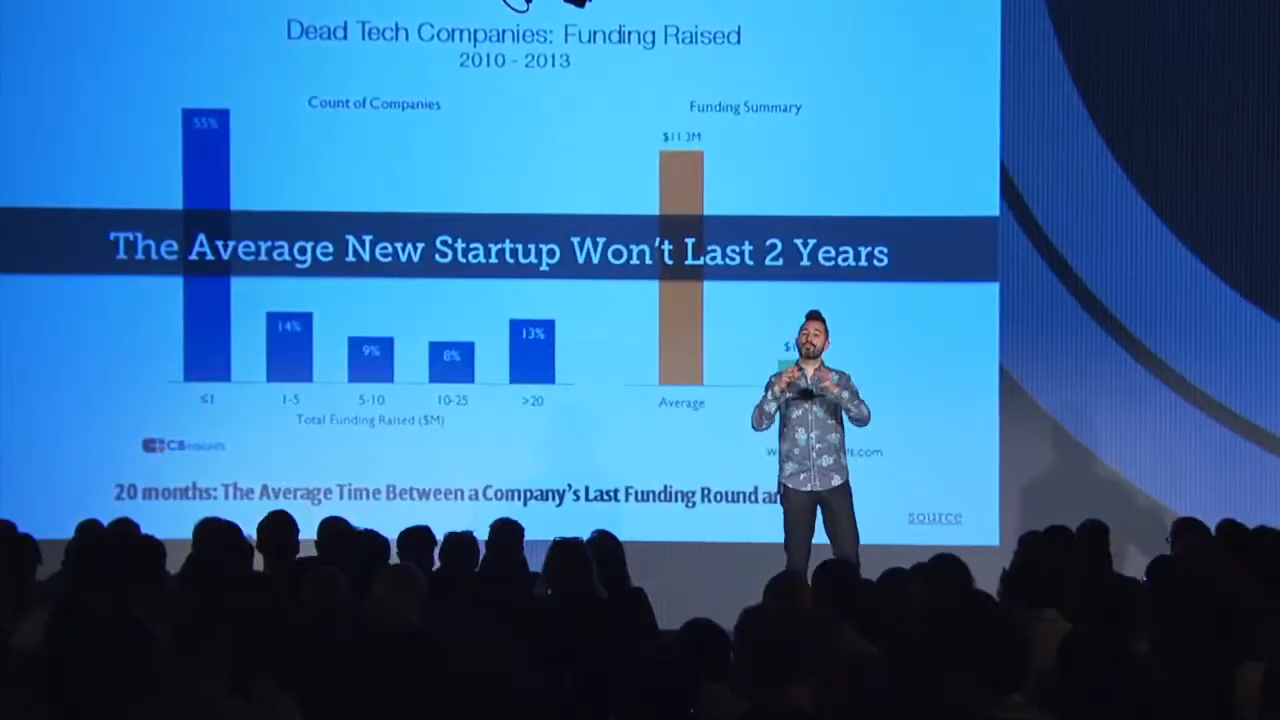 Dead Tech Companies: Funding Raised
2010 - 2013
Count of Companies
Funding Summary
55%
$11.3M
The Average New Startup Won't Last 2 Years
14%
9%
8%
13%
≤1
1-5
5-10
10-25
>20
Average
Total Funding Raised ($M)
CBINSIGHTS
.com
20 months: The Average Time Between a Company's Last Funding Round
source